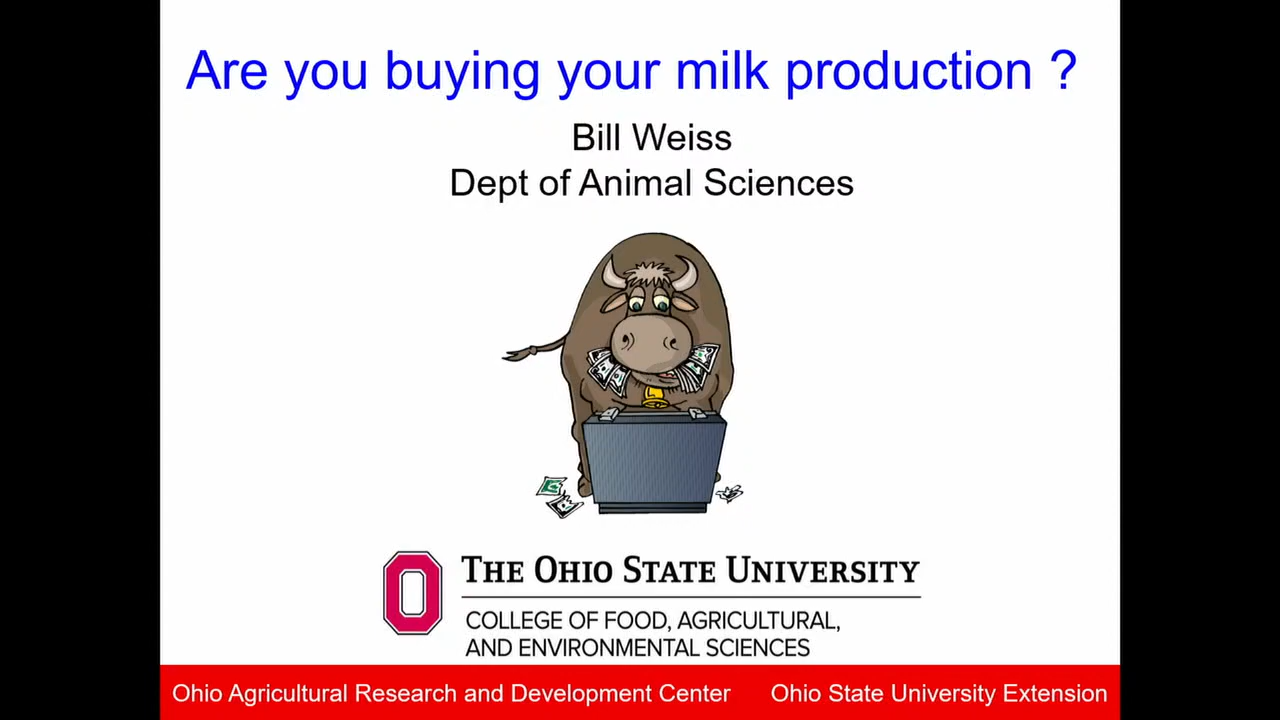 Are you buying your milk production ?
Bill Weiss
Dept of Animal Sciences
THE OHIO STATE UNIVERSITY
COLLEGE OF FOOD, AGRICULTURAL,
AND ENVIRONMENTAL SCIENCES
Ohio Agricultural Research and Development Center Ohio State University Extension